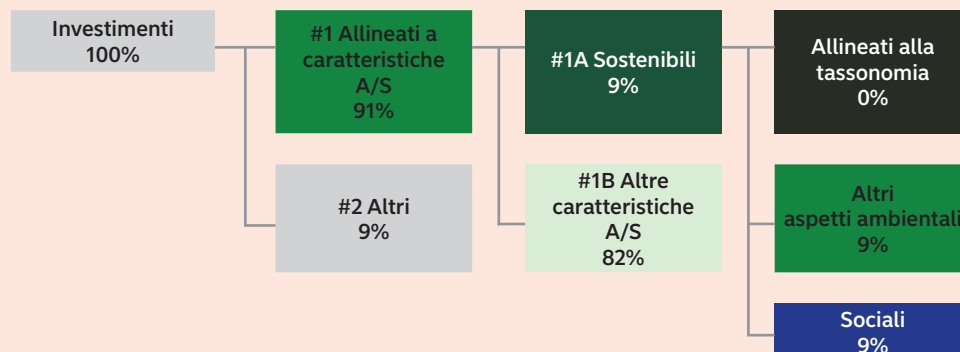 Investimenti
100%
#1 Allineati a
caratteristiche
A/S
91%
#1A Sostenibili
9%
Allineati alla
tassonomia
0%
#2 Altri
9%
#1B Altre
caratteristiche
A/S
82%
Altri
aspetti ambientali
9%
Sociali
9%